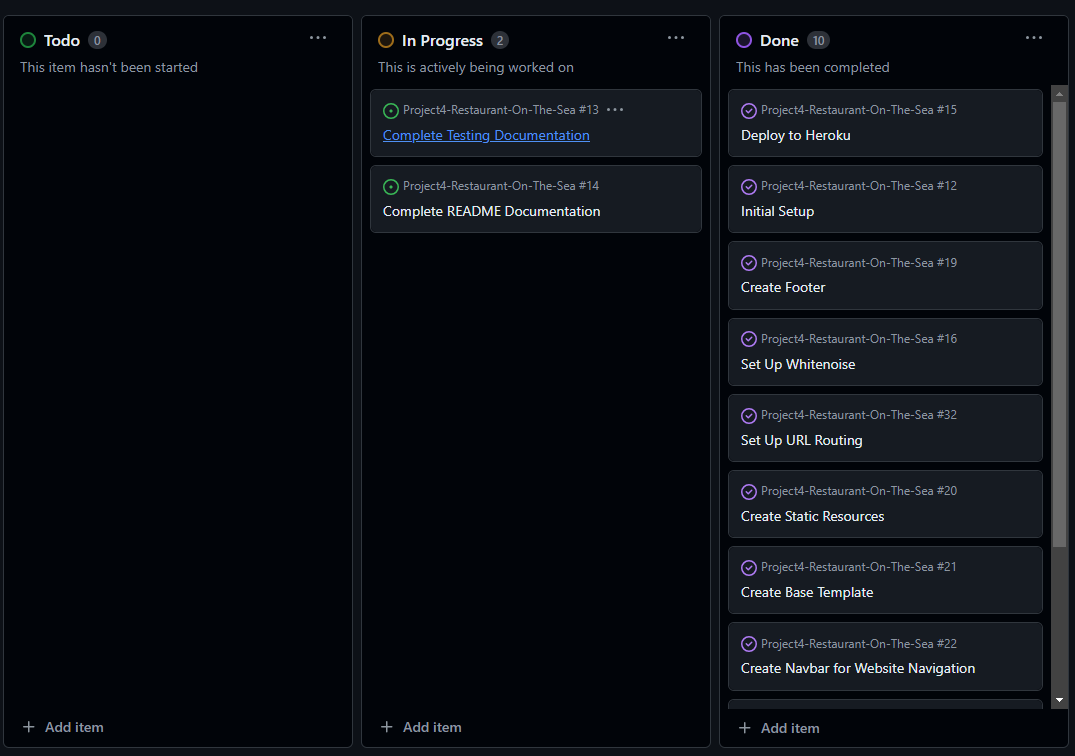 Todo 0
This item hasn't been started
Add item
In Progress 2
This is actively being worked on
Project4-Restaurant-On-The-Sea #13
Complete Testing Documentation
Project4-Restaurant-On-The-Sea #14
Complete README Documentation
Add item
Done 10
This has been completed
Project4-Restaurant-On-The-Sea #15
Deploy to Heroku
Project4-Restaurant-On-The-Sea #12
Initial Setup
Project4-Restaurant-On-The-Sea #19
Create Footer
Project4-Restaurant-On-The-Sea #16
Set Up Whitenoise
Project4-Restaurant-On-The-Sea #32
Set Up URL Routing
Project4-Restaurant-On-The-Sea #20
Create Static Resources
Project4-Restaurant-On-The-Sea #21
Create Base Template
Project4-Restaurant-On-The-Sea #22
Create Navbar for Website Navigation
Add item